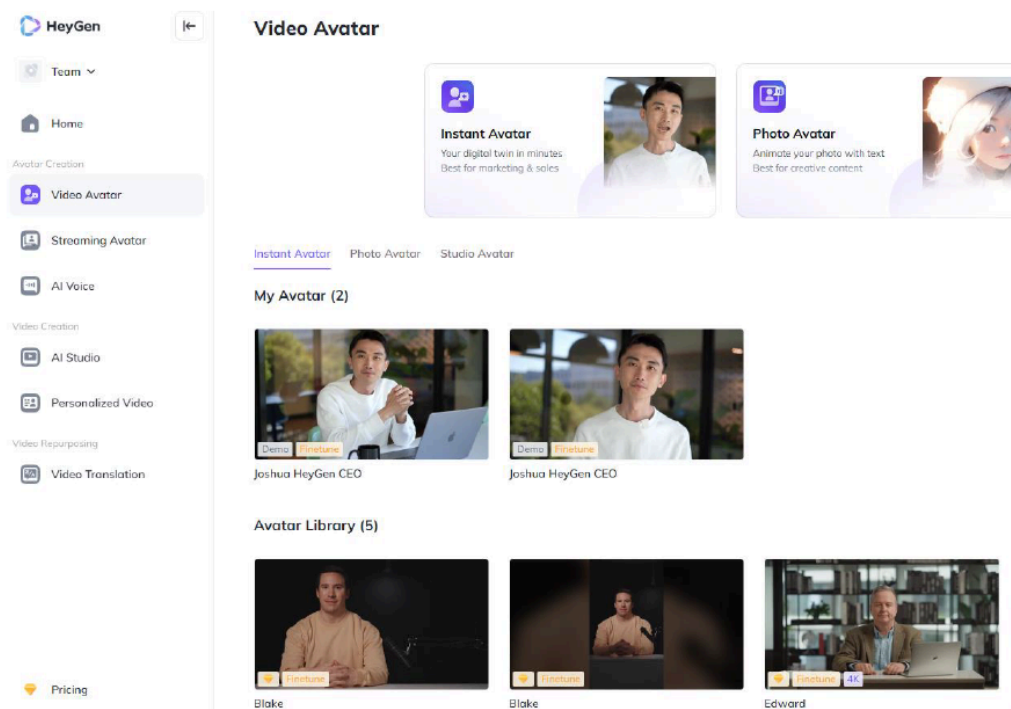 HeyGen
Team
Home
Avatar Creation
Video Avatar
Streaming Avatar
AI Voice
Video Creation
AI Studio
Personalized Video
Video Repurposing
Video Translation
Pricing
Video Avatar
Instant Avatar
Your digital twin in minutes
Best for marketing & sales
Photo Avatar
Animate your photo with text
Best for creative content
Instant Avatar Photo Avatar Studio Avatar
My Avatar (2)
Demo Finetune
Joshua HeyGen CEO
Demo Finetune
Joshua HeyGen CEO
Avatar Library (5)
Finetune
Blake
Finetune
Blake
Finetune 4K
Edward